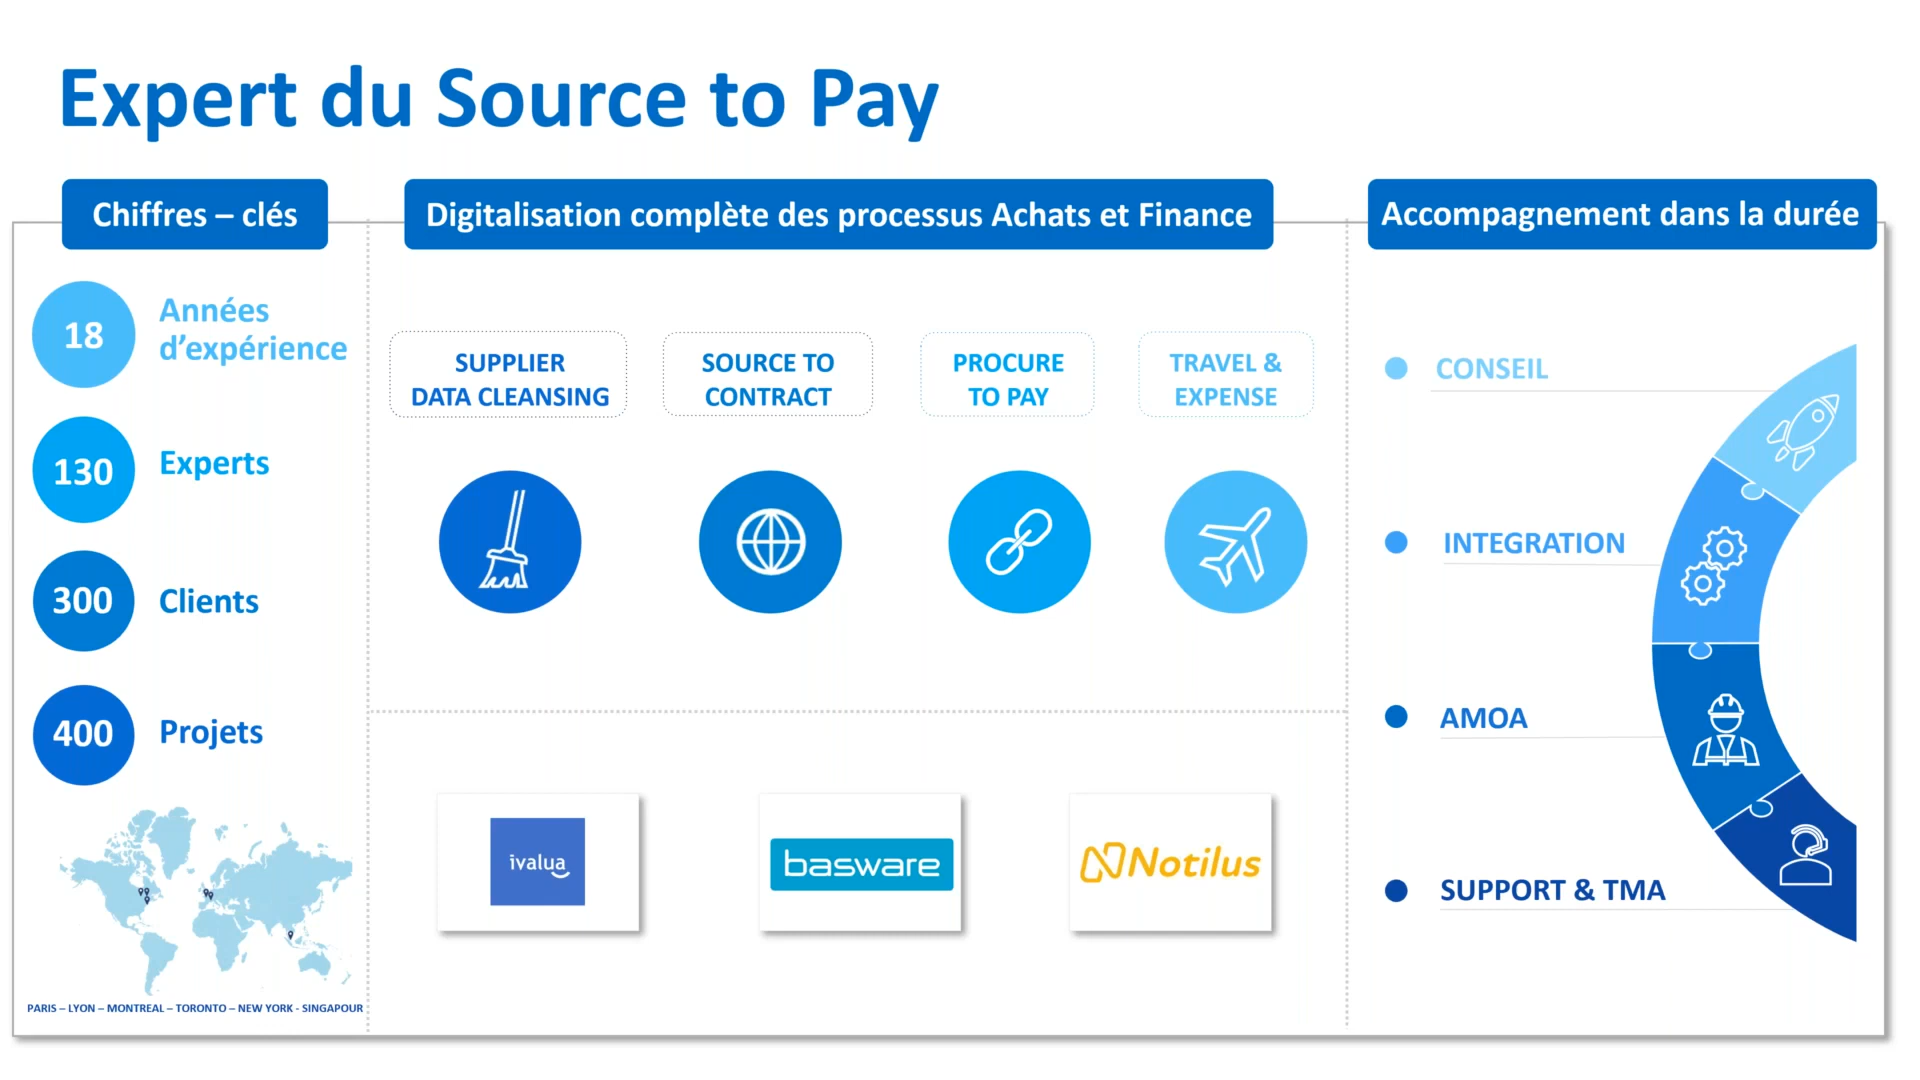 Expert du Source to Pay
Chiffres – clés
18
Années
d’expérience
130
Experts
300
Clients
400
Projets
PARIS – LYON – MONTREAL – TORONTO – NEW YORK - SINGAPOUR
Digitalisation complète des processus Achats et Finance
SUPPLIER
DATA CLEANSING
SOURCE TO
CONTRACT
PROCURE
TO PAY
TRAVEL &
EXPENSE
ivalua
basware
Notilus
Accompagnement dans la durée
CONSEIL
INTEGRATION
AMOA
SUPPORT & TMA